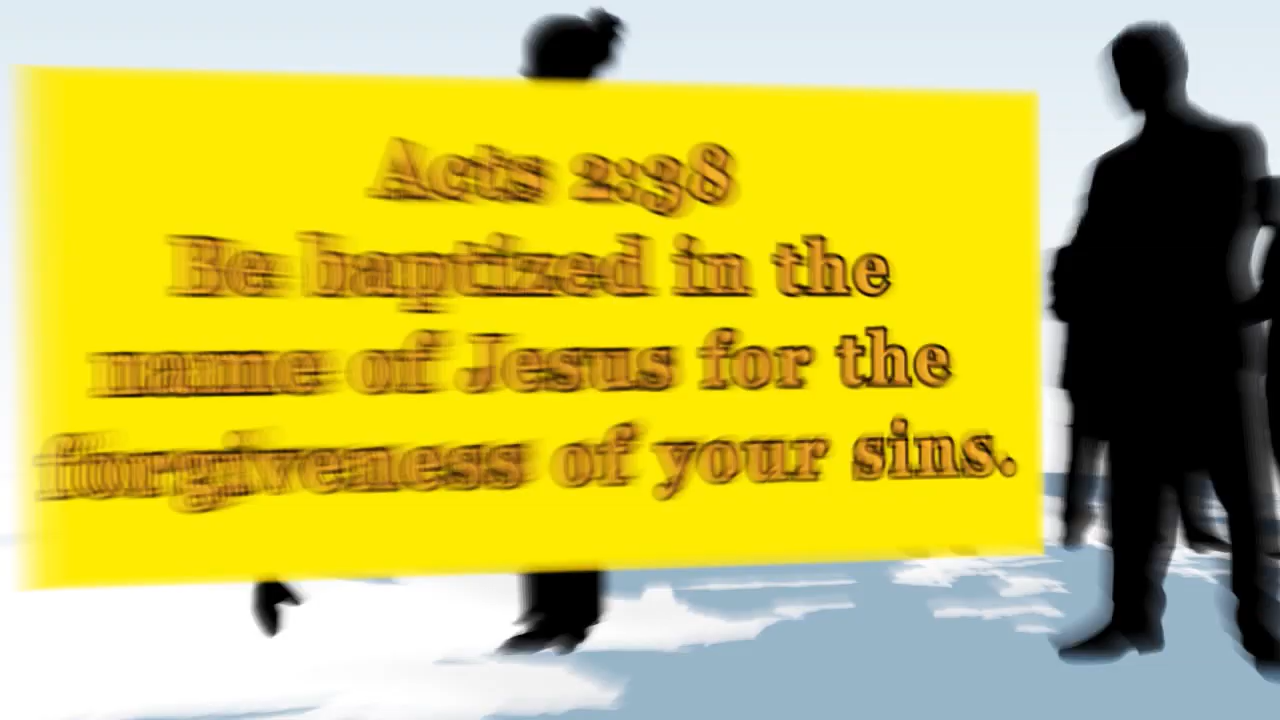 Acts 2:38
Be baptized in the
name of Jesus for the
forgiveness of your sins.